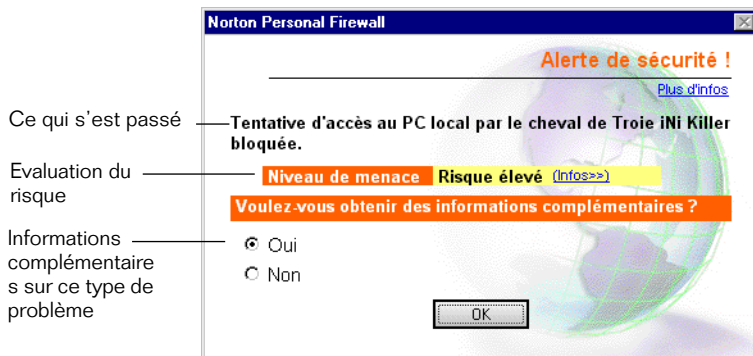 Norton Personal Firewall
Alerte de sécurité !
Plus d'infos
Ce qui s'est passé
Tentative d'accès au PC local par le cheval de Troie iNi Killer
bloquée.
Evaluation du
risque
Niveau de menace Risque élevé (Infos>>)
Voulez-vous obtenir des informations complémentaires ?
Informations
complémentaire
s sur ce type de
problème
Oui
Non
OK